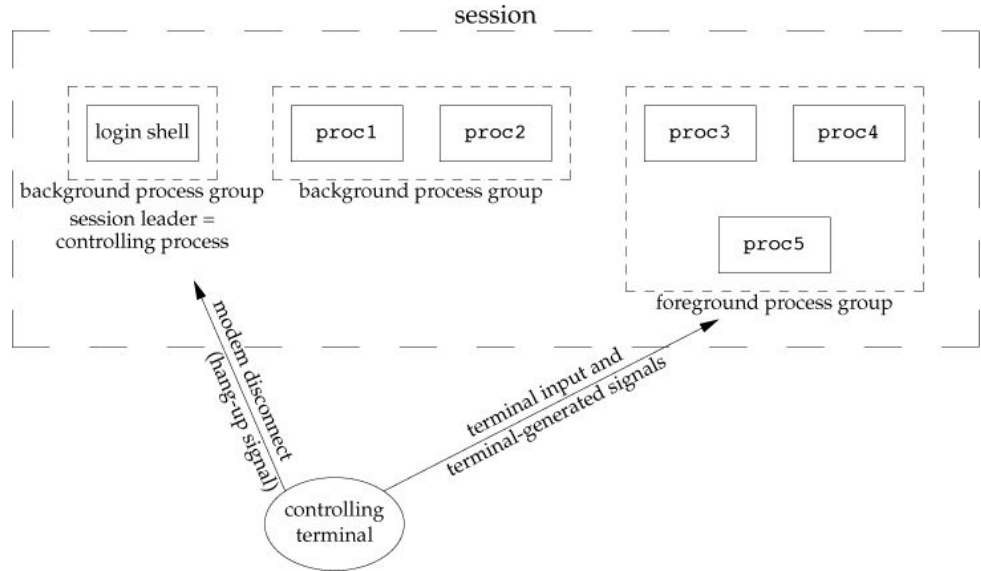 session
login shell
proc1
proc2
proc3
proc4
background process group
background process group
session leader =
controlling process
proc5
foreground process group
modem disconnect
(hang-up signal)
terminal input and
terminal-generated signals
controlling
terminal